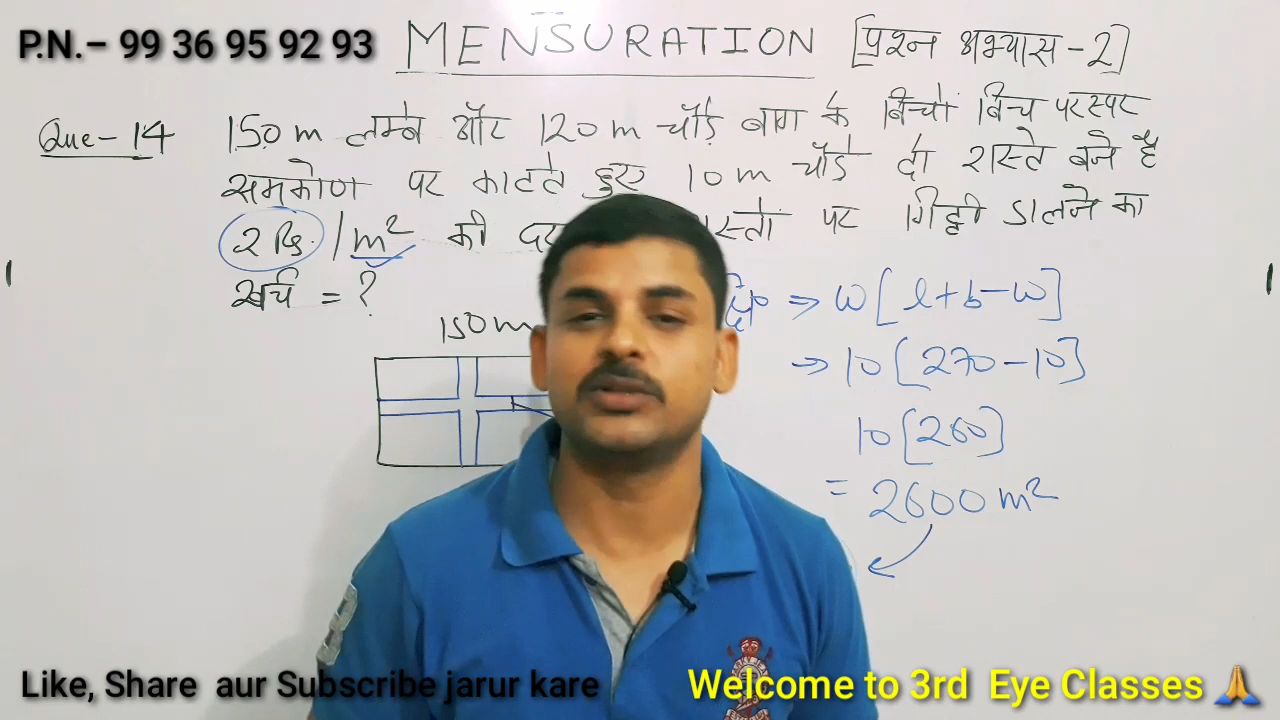 P.N.– 99 36 95 92 93
MENSURATION [प्रश्न अभ्यास-2]
Que-14 150 m लम्बे और 120 m चौड़े बाग के बिचो बिच परस्पर
समकोण पर काटते हुए 10 m चौडे दो रास्ते बने है
2 Rs. / m² की दर स्तो पर गिट्टी डालने का
खर्च = ?
150 m
⇒ w[l+b-w]
⇒ 10[270-10]
10[260]
= 2600 m²
Like, Share aur Subscribe jarur kare
Welcome to 3rd Eye Classes 🙏